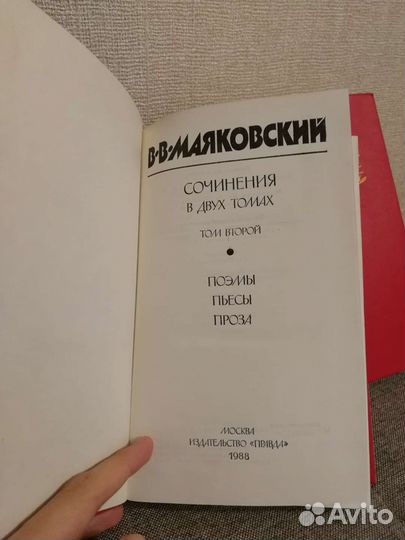 В·В·МАЯКОВСКИЙ
СОЧИНЕНИЯ
В ДВУХ ТОМАХ
ТОМ ВТОРОЙ
ПОЭМЫ
ПЬЕСЫ
ПРОЗА
МОСКВА
ИЗДАТЕЛЬСТВО «ПРАВДА»
1988
Avito